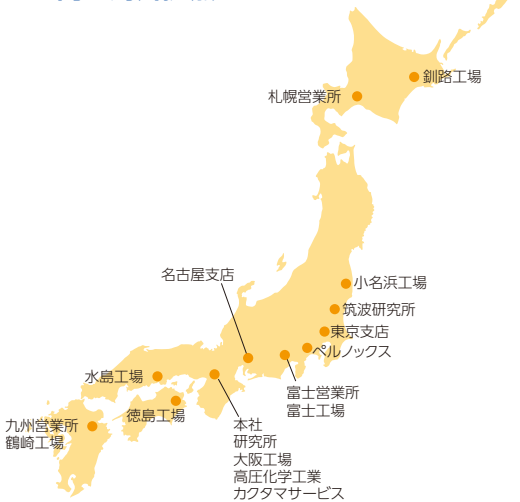 釧路工場
札幌営業所
名古屋支店
小名浜工場
筑波研究所
東京支店
ペルノックス
水島工場
富士営業所
富士工場
徳島工場
九州営業所
鶴崎工場
本社
研究所
大阪工場
高圧化学工業
カクタマサービス